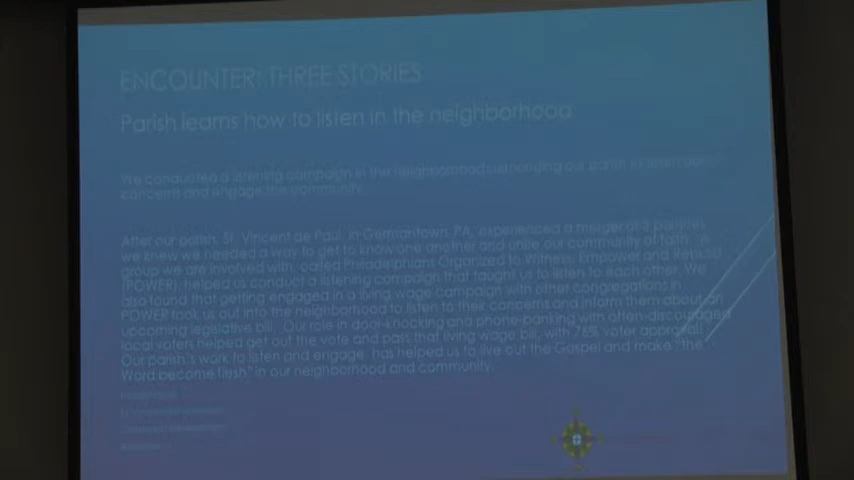 ENCOUNTER: THREE STORIES
Parish learns how to listen in the neighborhood
We conducted a listening campaign in the neighborhoods surrounding our parish to
concerns and engage the community.
After our parish, St. Vincent de Paul, in Germantown, PA, experienced a merger of 3 parishes
we knew we needed a way to get to know one another and unite our community of faith. A
group we are involved with, called Philadelphians Organized to Witness, Empower and Rebuild
(POWER), helped us conduct a listening campaign that taught us to listen to each other. We
also found that getting engaged in a living wage campaign with other congregations in
POWER took us out into the neighborhood to listen to their concerns and inform them about an
upcoming legislative bill. Our role in door-knocking and phone-banking with often-discouraged
local voters helped get out the vote and pass that living wage bill, with 76% voter approval!
Our parish's work to listen and engage has helped us to live out the Gospel and make "the
Word become flesh" in our neighborhood and community.